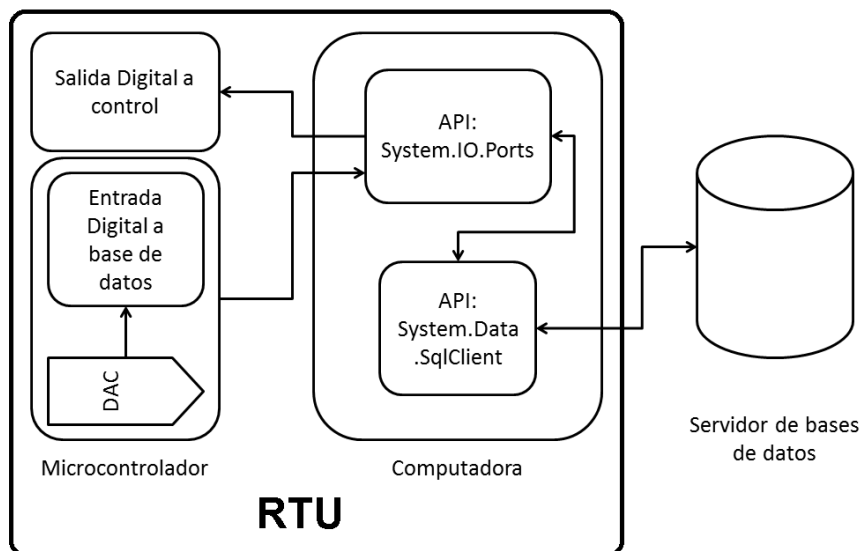 Salida Digital a
control
API:
System.IO.Ports
Entrada
Digital a
base de
datos
DAC
API:
System.Data
.SqlClient
Microcontrolador
Computadora
Servidor de bases
de datos
RTU